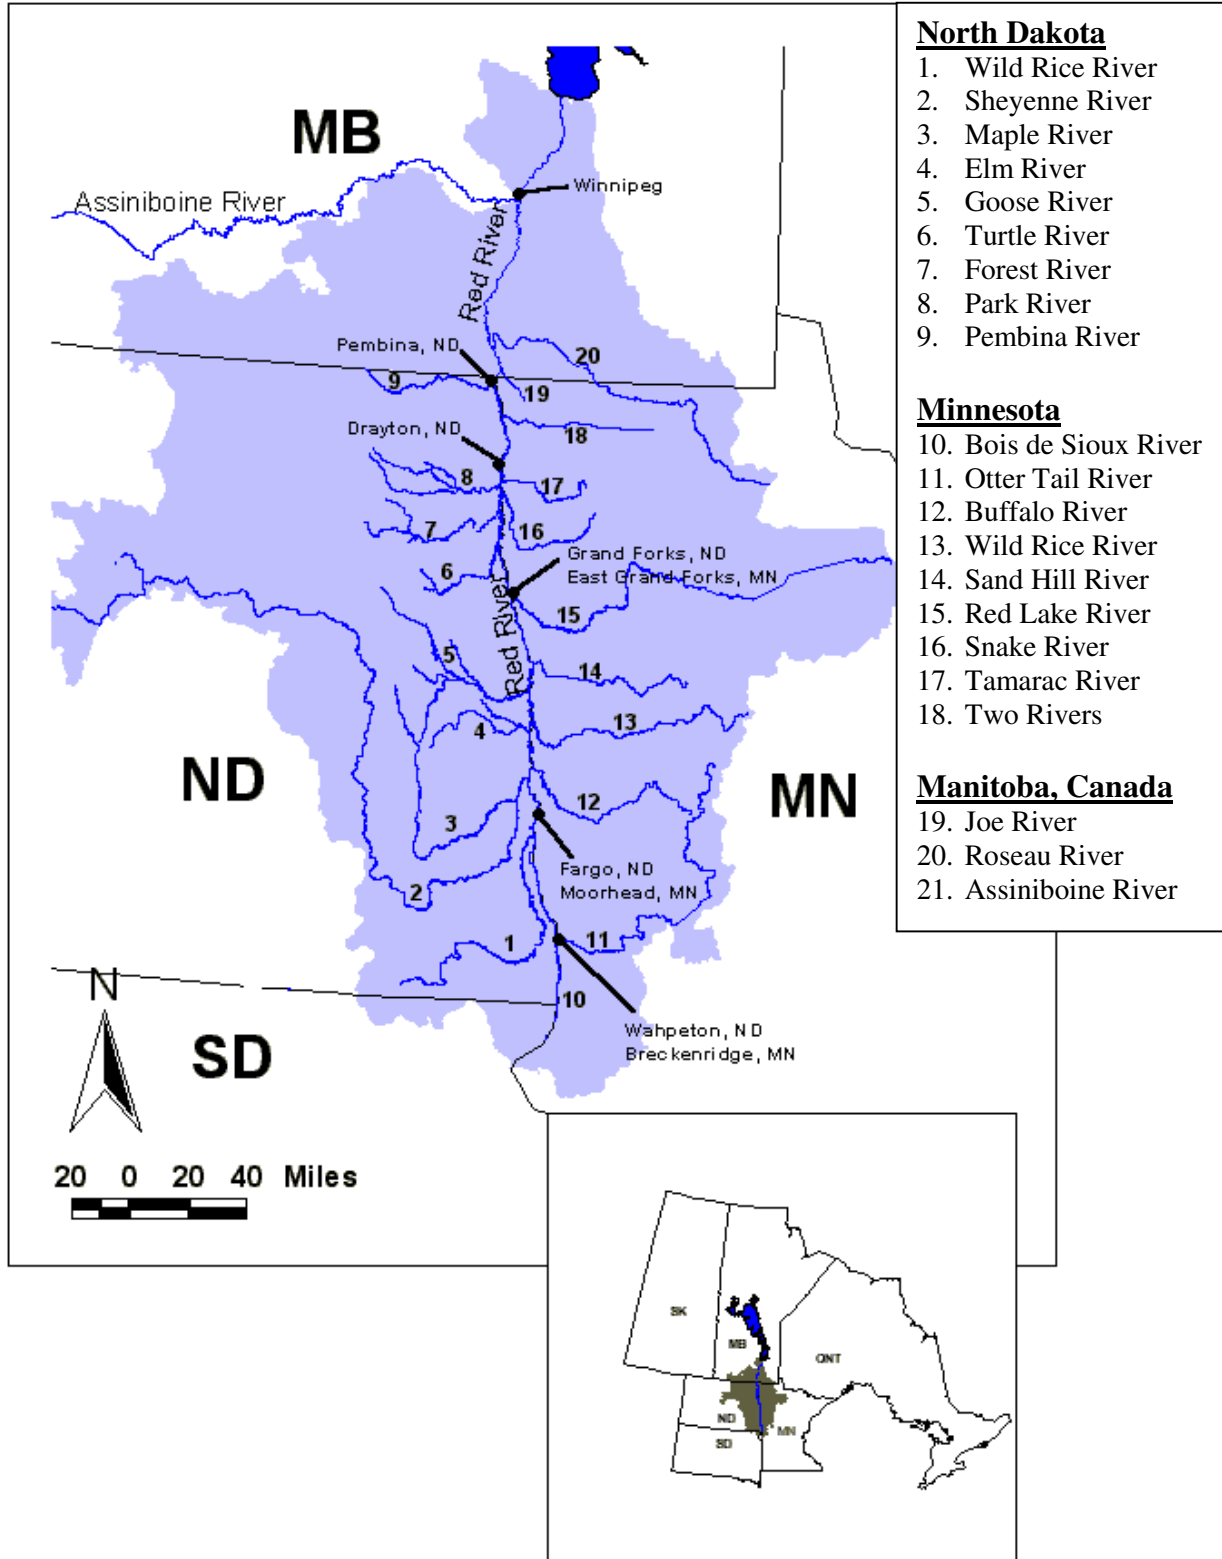 MB
Assiniboine River
Winnipeg
Red River
Pembina, ND
20
9
19
Drayton, ND
18
8
17
7
16
Grand Forks, ND
East Grand Forks, MN
6
15
Red River
5
14
13
4
ND
MN
12
3
Fargo, ND
Moorhead, MN
2
1
11
10
Wahpeton, ND
Breckenridge, MN
N
SD
20 0 20 40 Miles
North Dakota
1. Wild Rice River
2. Sheyenne River
3. Maple River
4. Elm River
5. Goose River
6. Turtle River
7. Forest River
8. Park River
9. Pembina River
Minnesota
10. Bois de Sioux River
11. Otter Tail River
12. Buffalo River
13. Wild Rice River
14. Sand Hill River
15. Red Lake River
16. Snake River
17. Tamarac River
18. Two Rivers
Manitoba, Canada
19. Joe River
20. Roseau River
21. Assiniboine River
SK
MB
ONT
ND
MN
SD